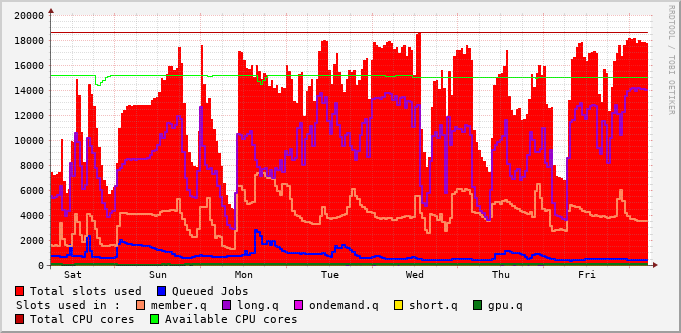 20000
18000
16000
14000
12000
10000
8000
6000
4000
2000
0
Sat Sun Mon Tue Wed Thu Fri
RRDTOOL / TOBI OETIKER
Total slots used Queued Jobs
Slots used in : member.q long.q ondemand.q short.q gpu.q
Total CPU cores Available CPU cores